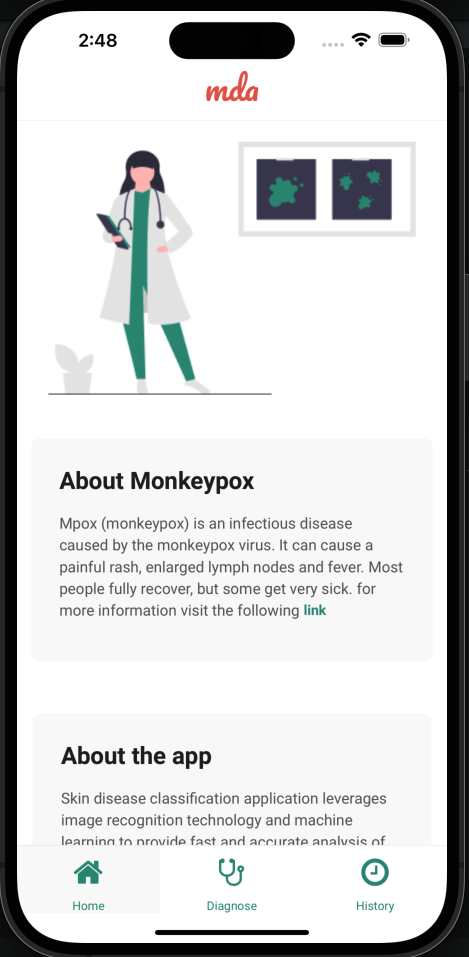 2:48
mda
About Monkeypox
Mpox (monkeypox) is an infectious disease
caused by the monkeypox virus. It can cause a
painful rash, enlarged lymph nodes and fever. Most
people fully recover, but some get very sick. for
more information visit the following link
About the app
Skin disease classification application leverages
image recognition technology and machine
learning to provide fast and accurate analysis of
Home
Diagnose
History